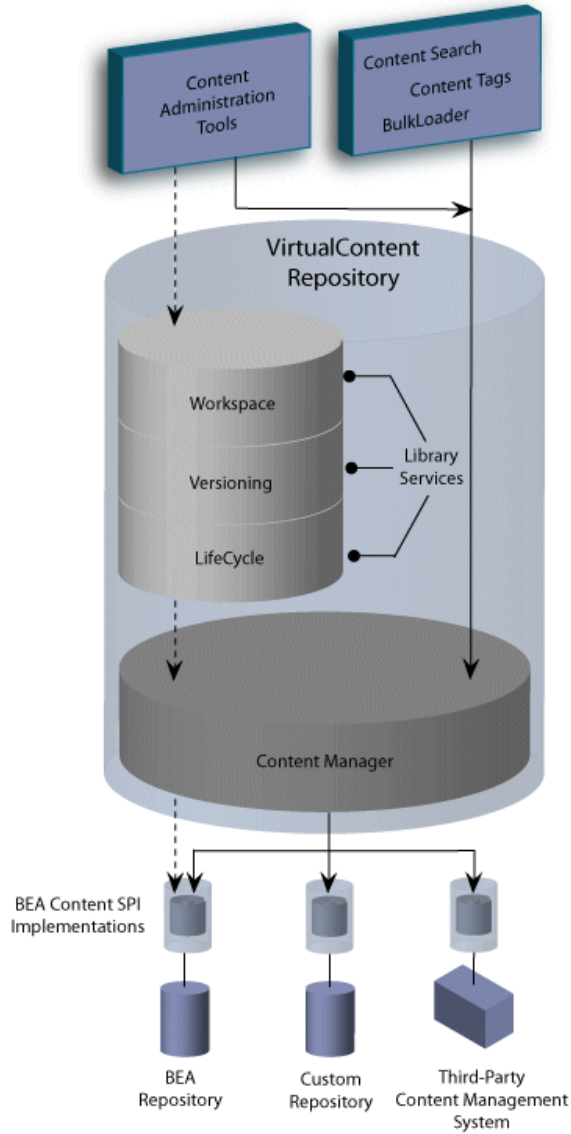 Content
Administration
Tools
Content Search
Content Tags
BulkLoader
VirtualContent
Repository
Workspace
Versioning
LifeCycle
Library
Services
Content Manager
BEA Content SPI
Implementations
BEA
Repository
Custom
Repository
Third-Party
Content Management
System